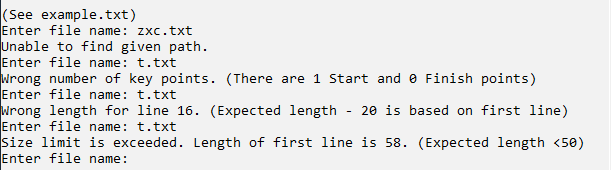 (See example.txt)
Enter file name: zxc.txt
Unable to find given path.
Enter file name: t.txt
Wrong number of key points. (There are 1 Start and 0 Finish points)
Enter file name: t.txt
Wrong length for line 16. (Expected length - 20 is based on first line)
Enter file name: t.txt
Size limit is exceeded. Length of first line is 58. (Expected length <50)
Enter file name: